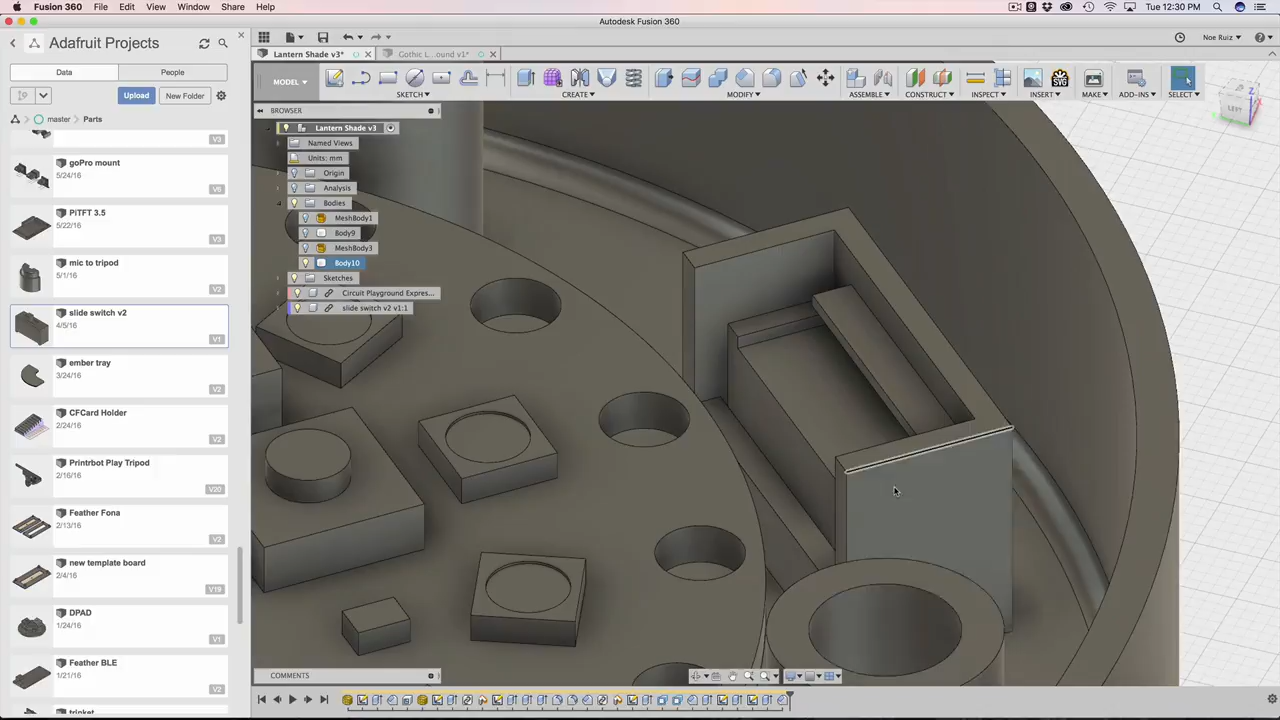 Fusion 360 File Edit View Window Share Help
Tue 12:30 PM
Autodesk Fusion 360
Adafruit Projects
Lantern Shade v3*
Gothic L...ound v1*
Noe Ruiz
Data People
MODEL
SKETCH
CREATE
MODIFY
ASSEMBLE
CONSTRUCT
INSPECT
INSERT
MAKE
ADD-INS
SELECT
Upload New Folder
master Parts
V3
goPro mount
5/24/16
V6
PiTFT 3.5
5/22/16
V3
mic to tripod
5/1/16
V2
slide switch v2
4/5/16
V1
ember tray
3/24/16
V2
CFCard Holder
2/24/16
V2
Printrbot Play Tripod
2/16/16
V20
Feather Fona
2/13/16
V2
new template board
2/4/16
V19
DPAD
1/24/16
V1
Feather BLE
1/21/16
V2
BROWSER
Lantern Shade v3
Named Views
Units: mm
Origin
Analysis
Bodies
MeshBody1
Body9
MeshBody3
Body10
Sketches
Circuit Playground Expres...
slide switch v2 v1:1
LEFT
Z
COMMENTS